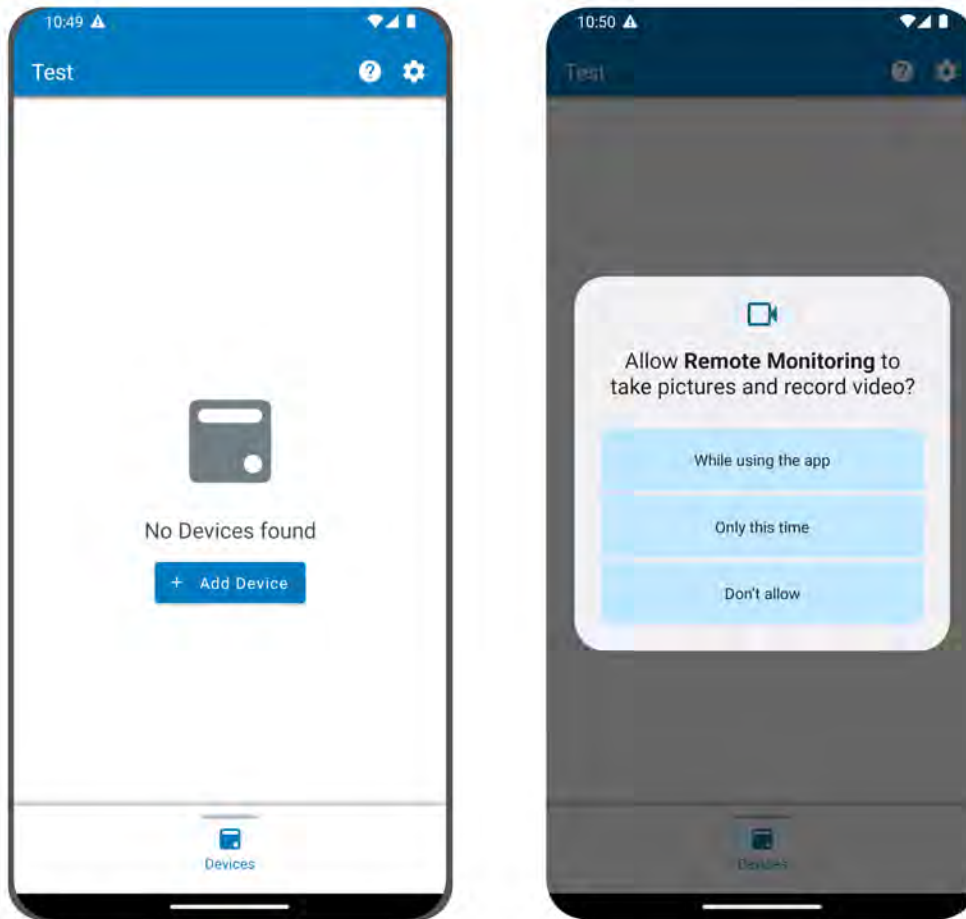 10:49
Test
No Devices found
+ Add Device
Devices
10:50
Test
Allow Remote Monitoring to
take pictures and record video?
While using the app
Only this time
Don't allow
Devices